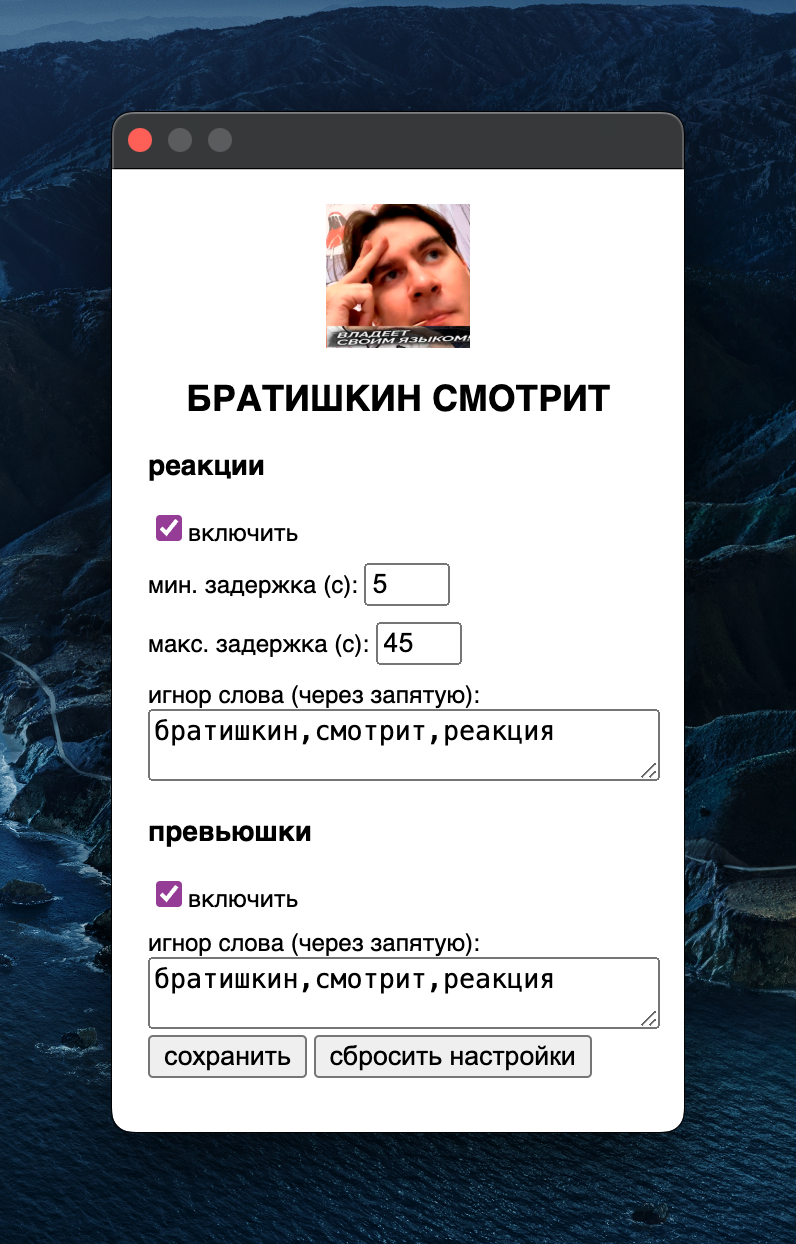 ВЛАДЕЕТ
СВОИМ ЯЗЫКОМ
БРАТИШКИН СМОТРИТ
реакции
включить
мин. задержка (с): 5
макс. задержка (с): 45
игнор слова (через запятую):
братишкин,смотрит,реакция
превьюшки
включить
игнор слова (через запятую):
братишкин,смотрит,реакция
сохранить сбросить настройки